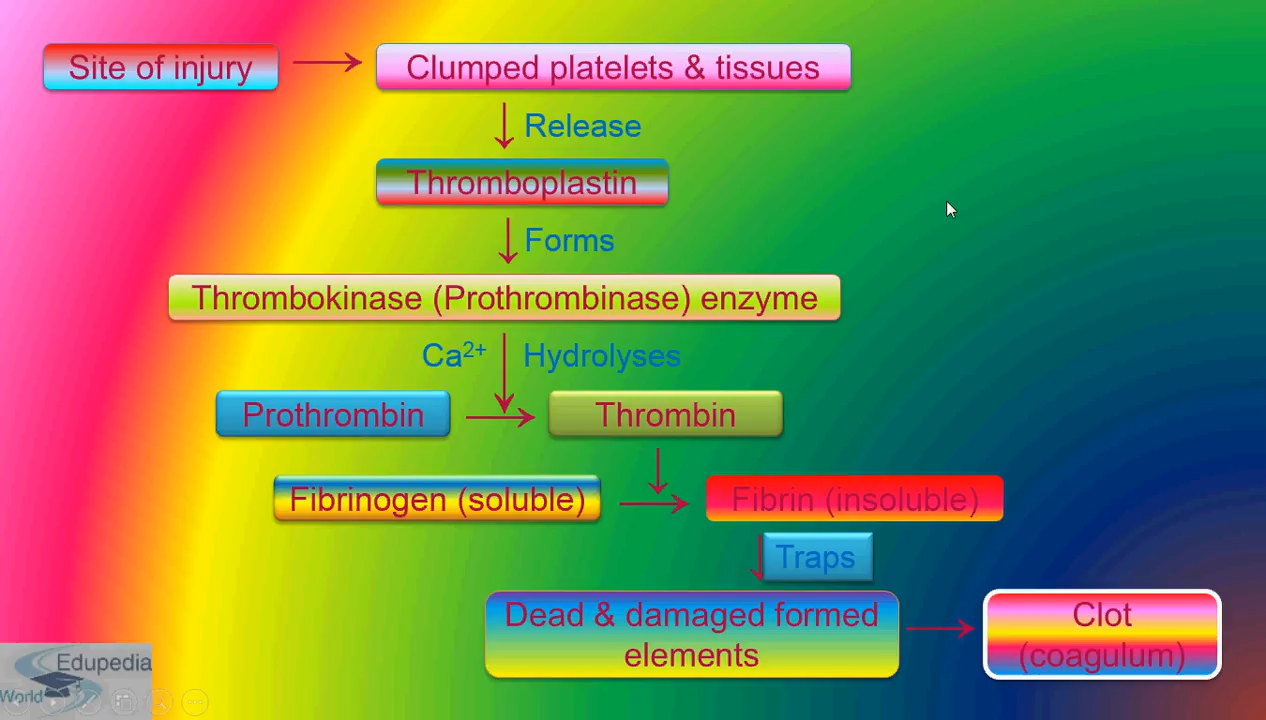 Site of injury
Clumped platelets & tissues
Release
Thromboplastin
Forms
Thrombokinase (Prothrombinase) enzyme
Ca²⁺
Hydrolyses
Prothrombin
Thrombin
Fibrinogen (soluble)
Fibrin (insoluble)
Traps
Dead & damaged formed
elements
Clot
(coagulum)
Edupedia
World